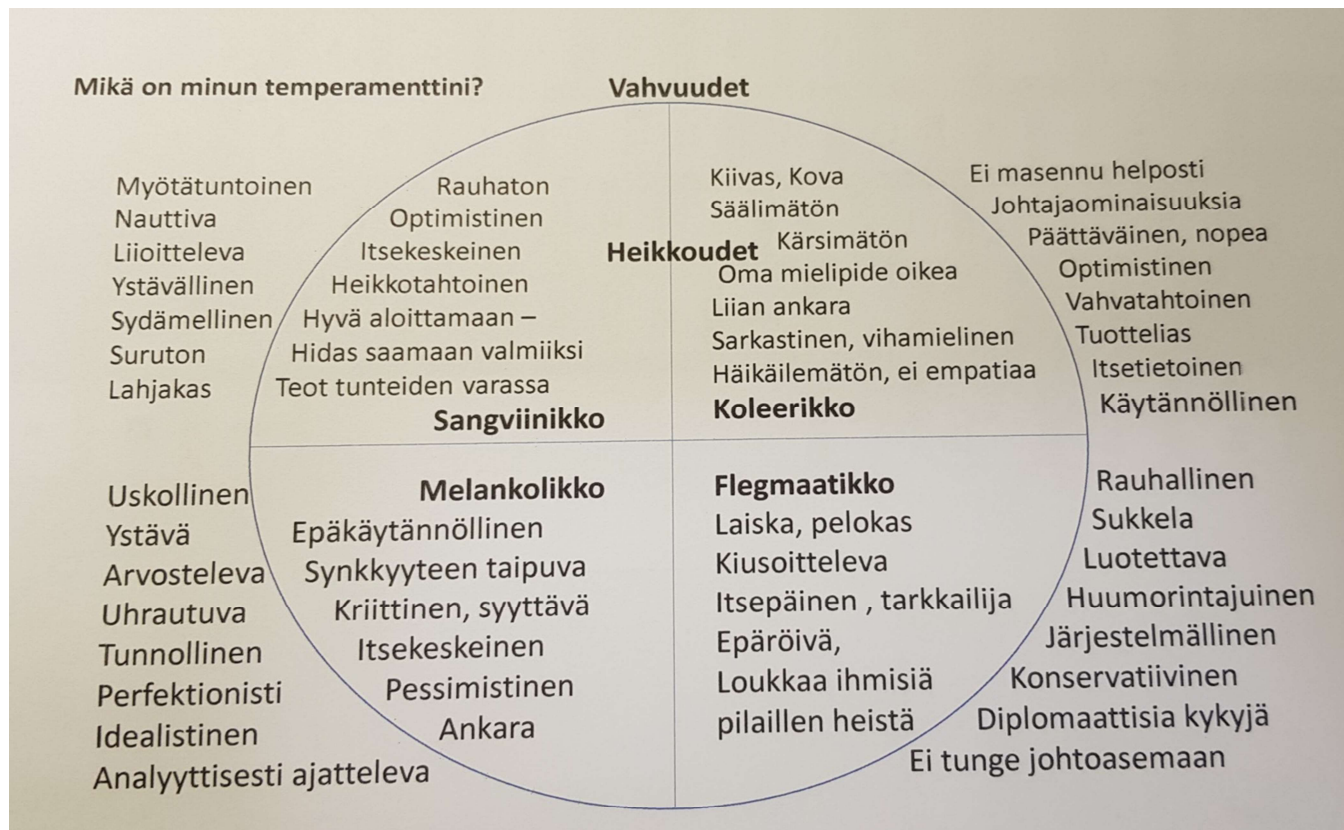 Mikä on minun temperamenttini?
Vahvuudet
Myötätuntoinen
Nauttiva
Liioitteleva
Ystävällinen
Sydämellinen
Suruton
Lahjakas
Rauhaton
Optimistinen
Itsekeskeinen
Heikkotahtoinen
Hyvä aloittamaan –
Hidas saamaan valmiiksi
Teot tunteiden varassa
Sangviinikko
Heikkoudet
Kiivas, Kova
Säälimätön
Kärsimätön
Oma mielipide oikea
Liian ankara
Sarkastinen, vihamielinen
Häikäilemätön, ei empatiaa
Koleerikko
Ei masennu helposti
Johtajaominaisuuksia
Päättäväinen, nopea
Optimistinen
Vahvatahtoinen
Tuottelias
Itsetietoinen
Käytännöllinen
Uskollinen
Ystävä
Arvosteleva
Uhrautuva
Tunnollinen
Perfektionisti
Idealistinen
Analyyttisesti ajatteleva
Melankolikko
Epäkäytännöllinen
Synkkyyteen taipuva
Kriittinen, syyttävä
Itsekeskeinen
Pessimistinen
Ankara
Flegmaatikko
Laiska, pelokas
Kiusoitteleva
Itsepäinen , tarkkailija
Epäröivä,
Loukkaa ihmisiä
pilaillen heistä
Rauhallinen
Sukkela
Luotettava
Huumorintajuinen
Järjestelmällinen
Konservatiivinen
Diplomaattisia kykyjä
Ei tunge johtoasemaan